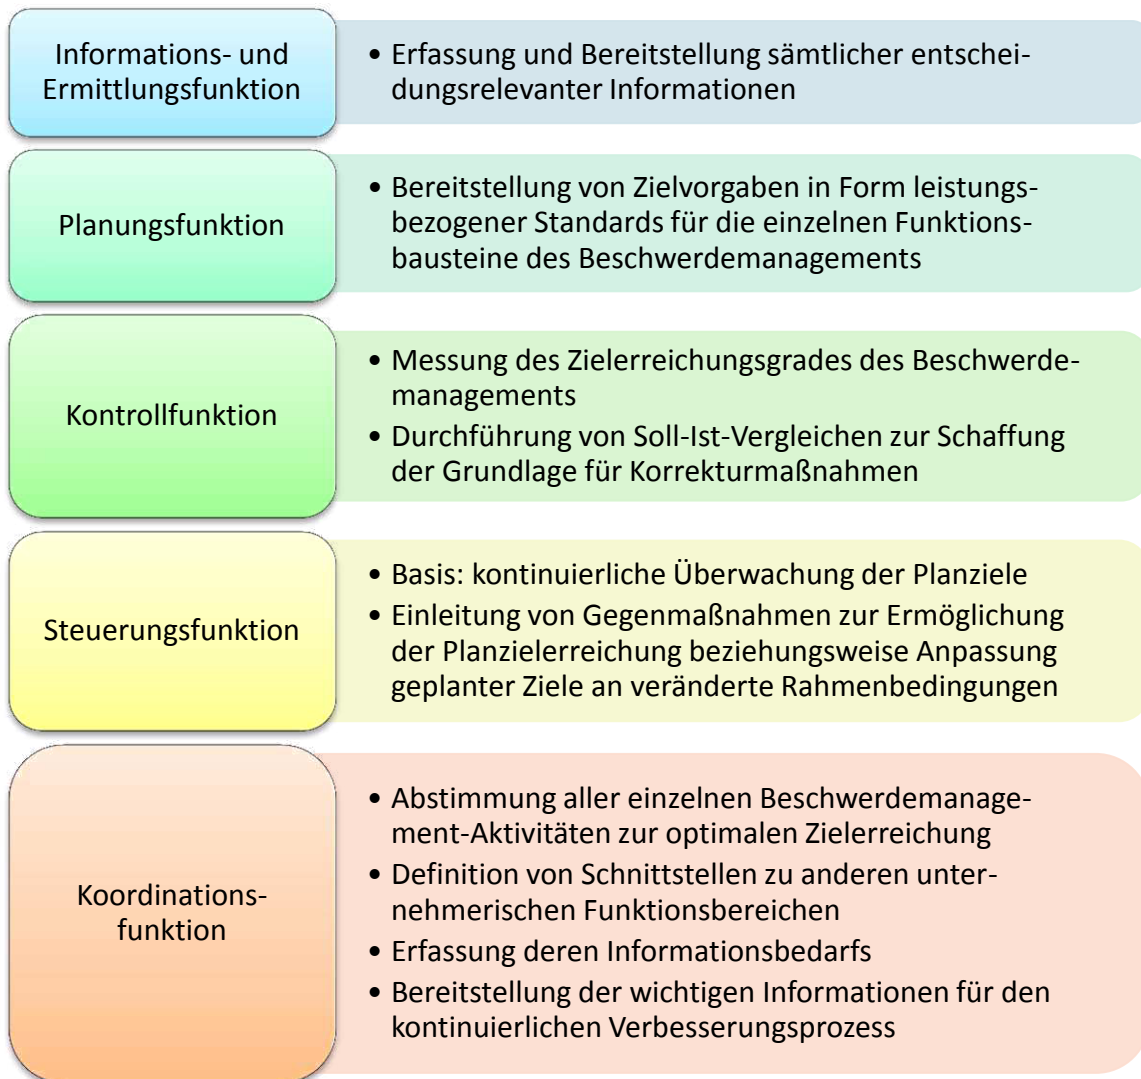 Informations- und
Ermittlungsfunktion
• Erfassung und Bereitstellung sämtlicher entschei-
dungsrelevanter Informationen
Planungsfunktion
• Bereitstellung von Zielvorgaben in Form leistungs-
bezogener Standards für die einzelnen Funktions-
bausteine des Beschwerdemanagements
Kontrollfunktion
• Messung des Zielerreichungsgrades des Beschwerde-
managements
• Durchführung von Soll-Ist-Vergleichen zur Schaffung
der Grundlage für Korrekturmaßnahmen
Steuerungsfunktion
• Basis: kontinuierliche Überwachung der Planziele
• Einleitung von Gegenmaßnahmen zur Ermöglichung
der Planzielerreichung beziehungsweise Anpassung
geplanter Ziele an veränderte Rahmenbedingungen
Koordinations-
funktion
• Abstimmung aller einzelnen Beschwerdemanage-
ment-Aktivitäten zur optimalen Zielerreichung
• Definition von Schnittstellen zu anderen unter-
nehmerischen Funktionsbereichen
• Erfassung deren Informationsbedarfs
• Bereitstellung der wichtigen Informationen für den
kontinuierlichen Verbesserungsprozess